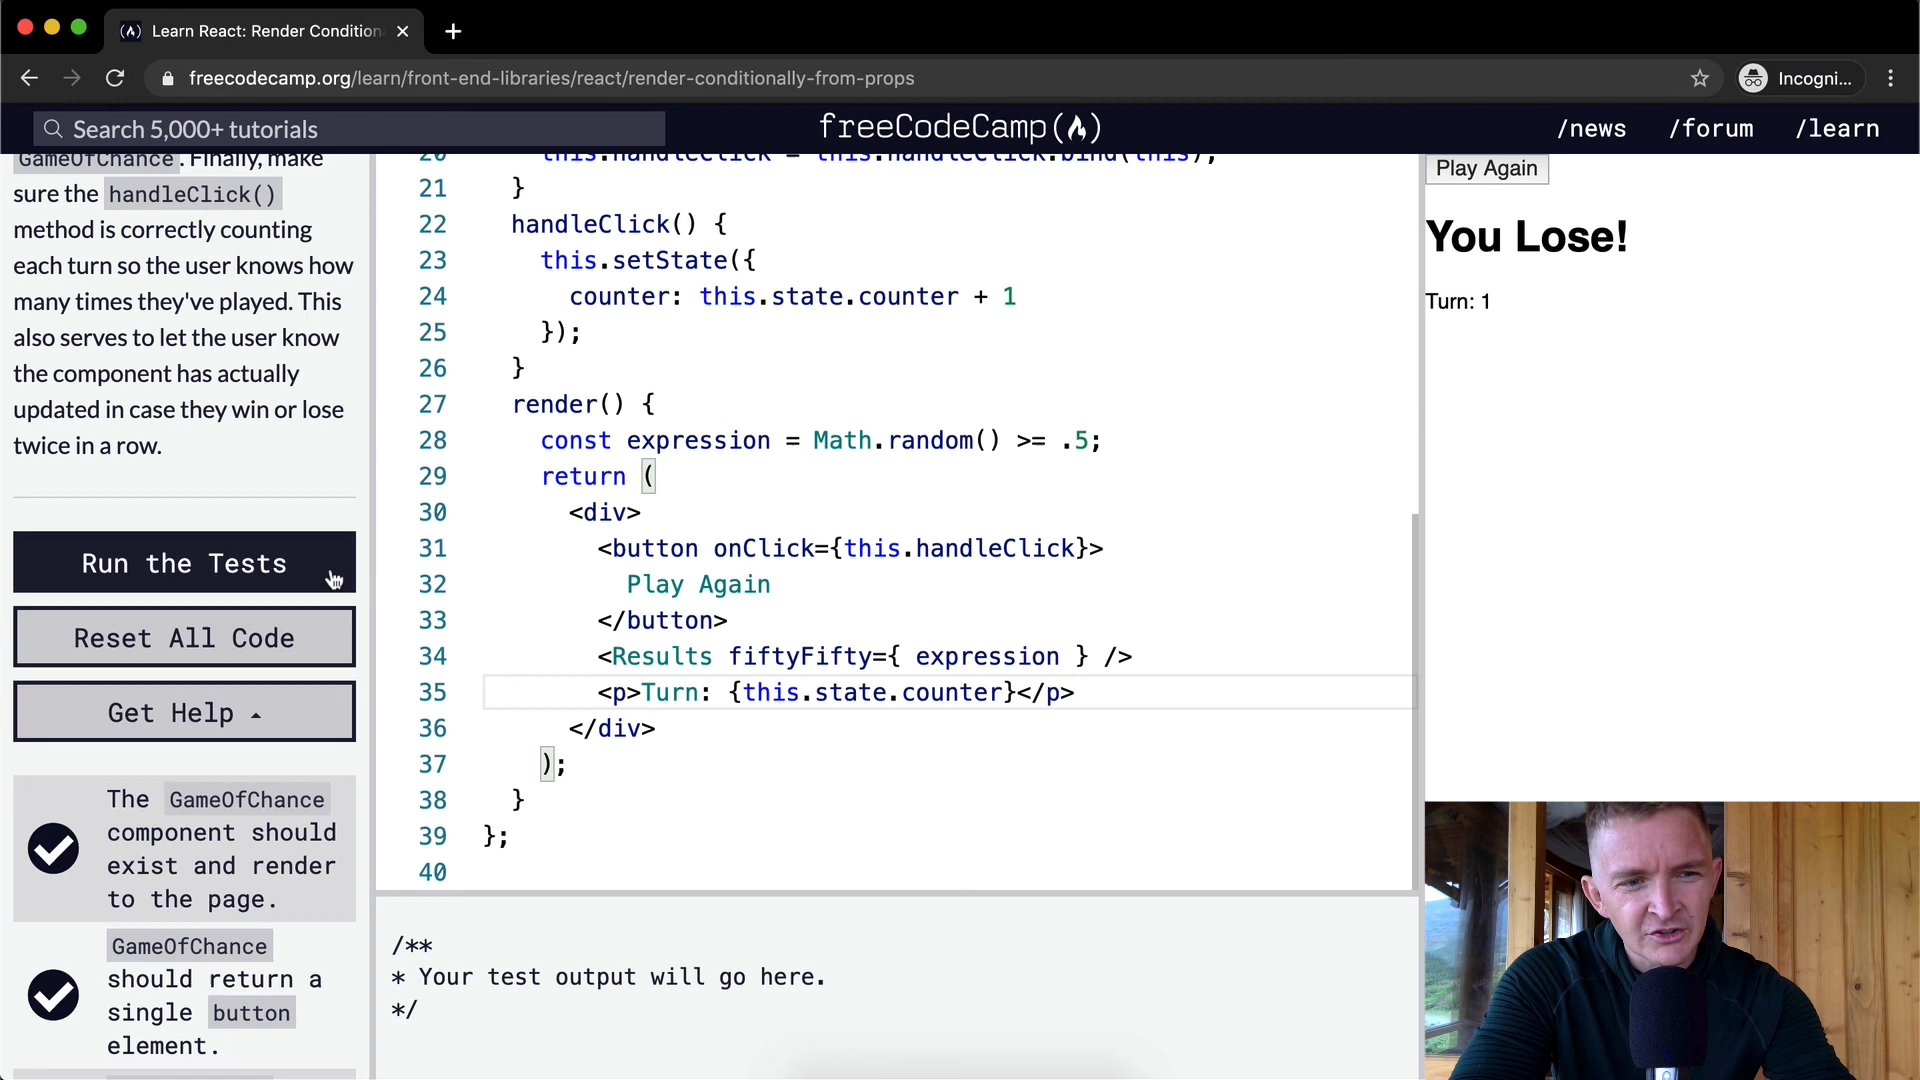 Learn React: Render Condition
freecodecamp.org/learn/front-end-libraries/react/render-conditionally-from-props
Incogni...
Search 5,000+ tutorials
freeCodeCamp
/news
/forum
/learn
GameOfChance. Finally, make
sure the handleClick()
method is correctly counting
each turn so the user knows how
many times they've played. This
also serves to let the user know
the component has actually
updated in case they win or lose
twice in a row.
Run the Tests
Reset All Code
Get Help
The GameOfChance
component should
exist and render
to the page.
GameOfChance
should return a
single button
element.
20 this.handleClick = this.handleClick.bind(this);
21 }
22 handleClick() {
23 this.setState({
24 counter: this.state.counter + 1
25 });
26 }
27 render() {
28 const expression = Math.random() >= .5;
29 return (
30 <div>
31 <button onClick={this.handleClick}>
32 Play Again
33 </button>
34 <Results fiftyFifty={ expression } />
35 <p>Turn: {this.state.counter}</p>
36 </div>
37 );
38 }
39 };
40
/**
* Your test output will go here.
*/
Play Again
You Lose!
Turn: 1